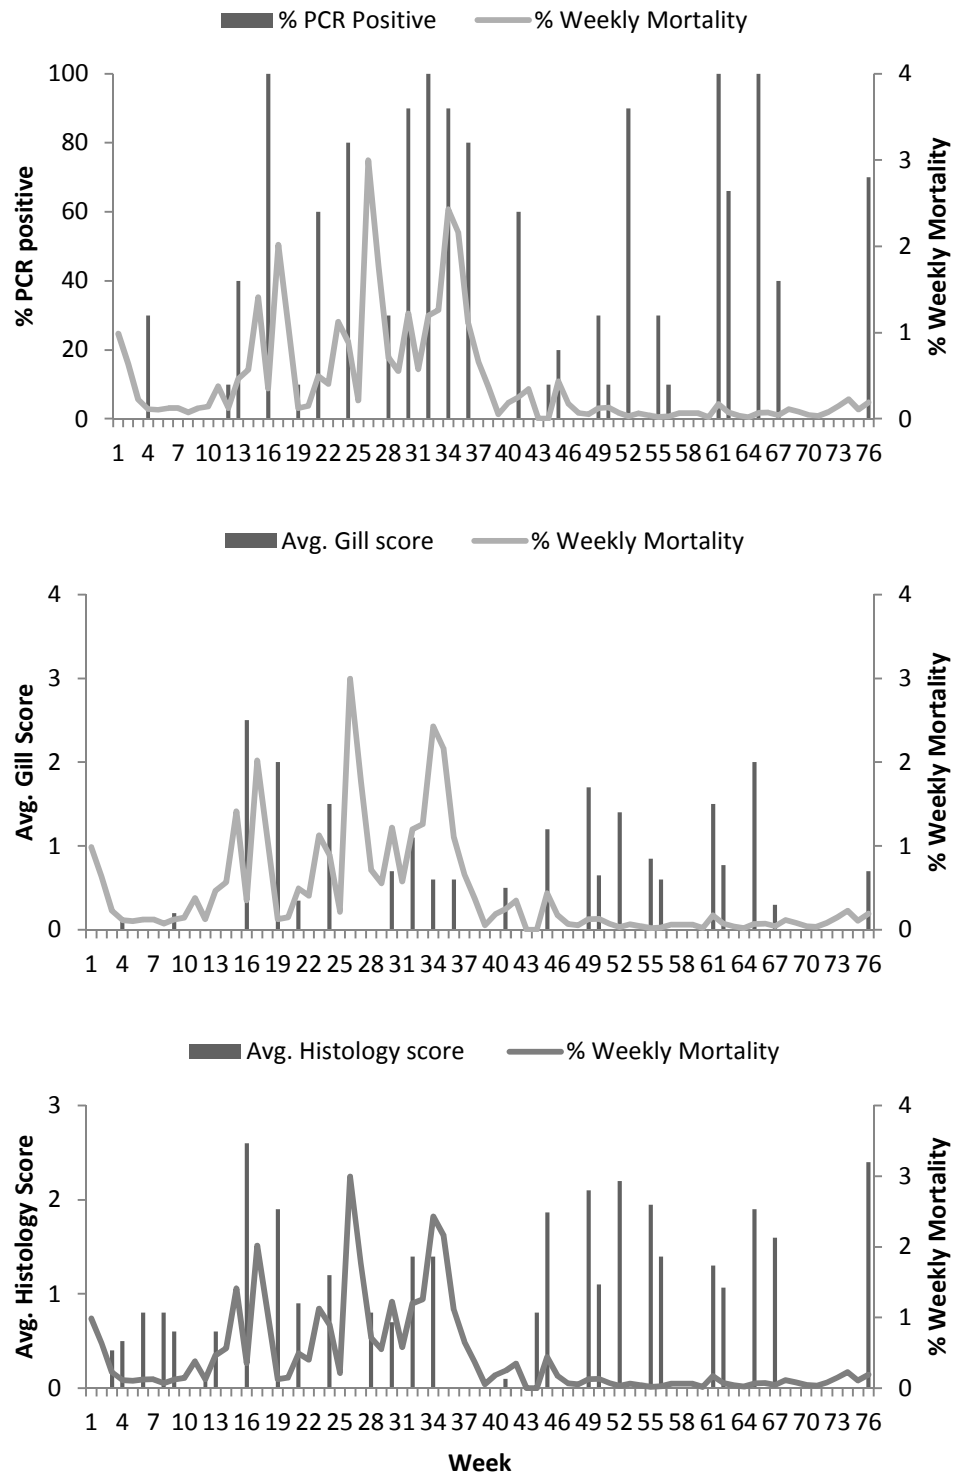 % PCR Positive % Weekly Mortality
100 4
80
3
60
2
40
1
20
0 0
% PCR positive
% Weekly Mortality
1 4 7 10 13 16 19 22 25 28 31 34 37 40 43 46 49 52 55 58 61 64 67 70 73 76
Avg. Gill score % Weekly Mortality
4 4
3 3
2 2
1 1
0 0
Avg. Gill Score
% Weekly Mortality
1 4 7 10 13 16 19 22 25 28 31 34 37 40 43 46 49 52 55 58 61 64 67 70 73 76
Avg. Histology score % Weekly Mortality
3 4
3
2
2
1
1
0 0
Avg. Histology Score
% Weekly Mortality
1 4 7 10 13 16 19 22 25 28 31 34 37 40 43 46 49 52 55 58 61 64 67 70 73 76
Week